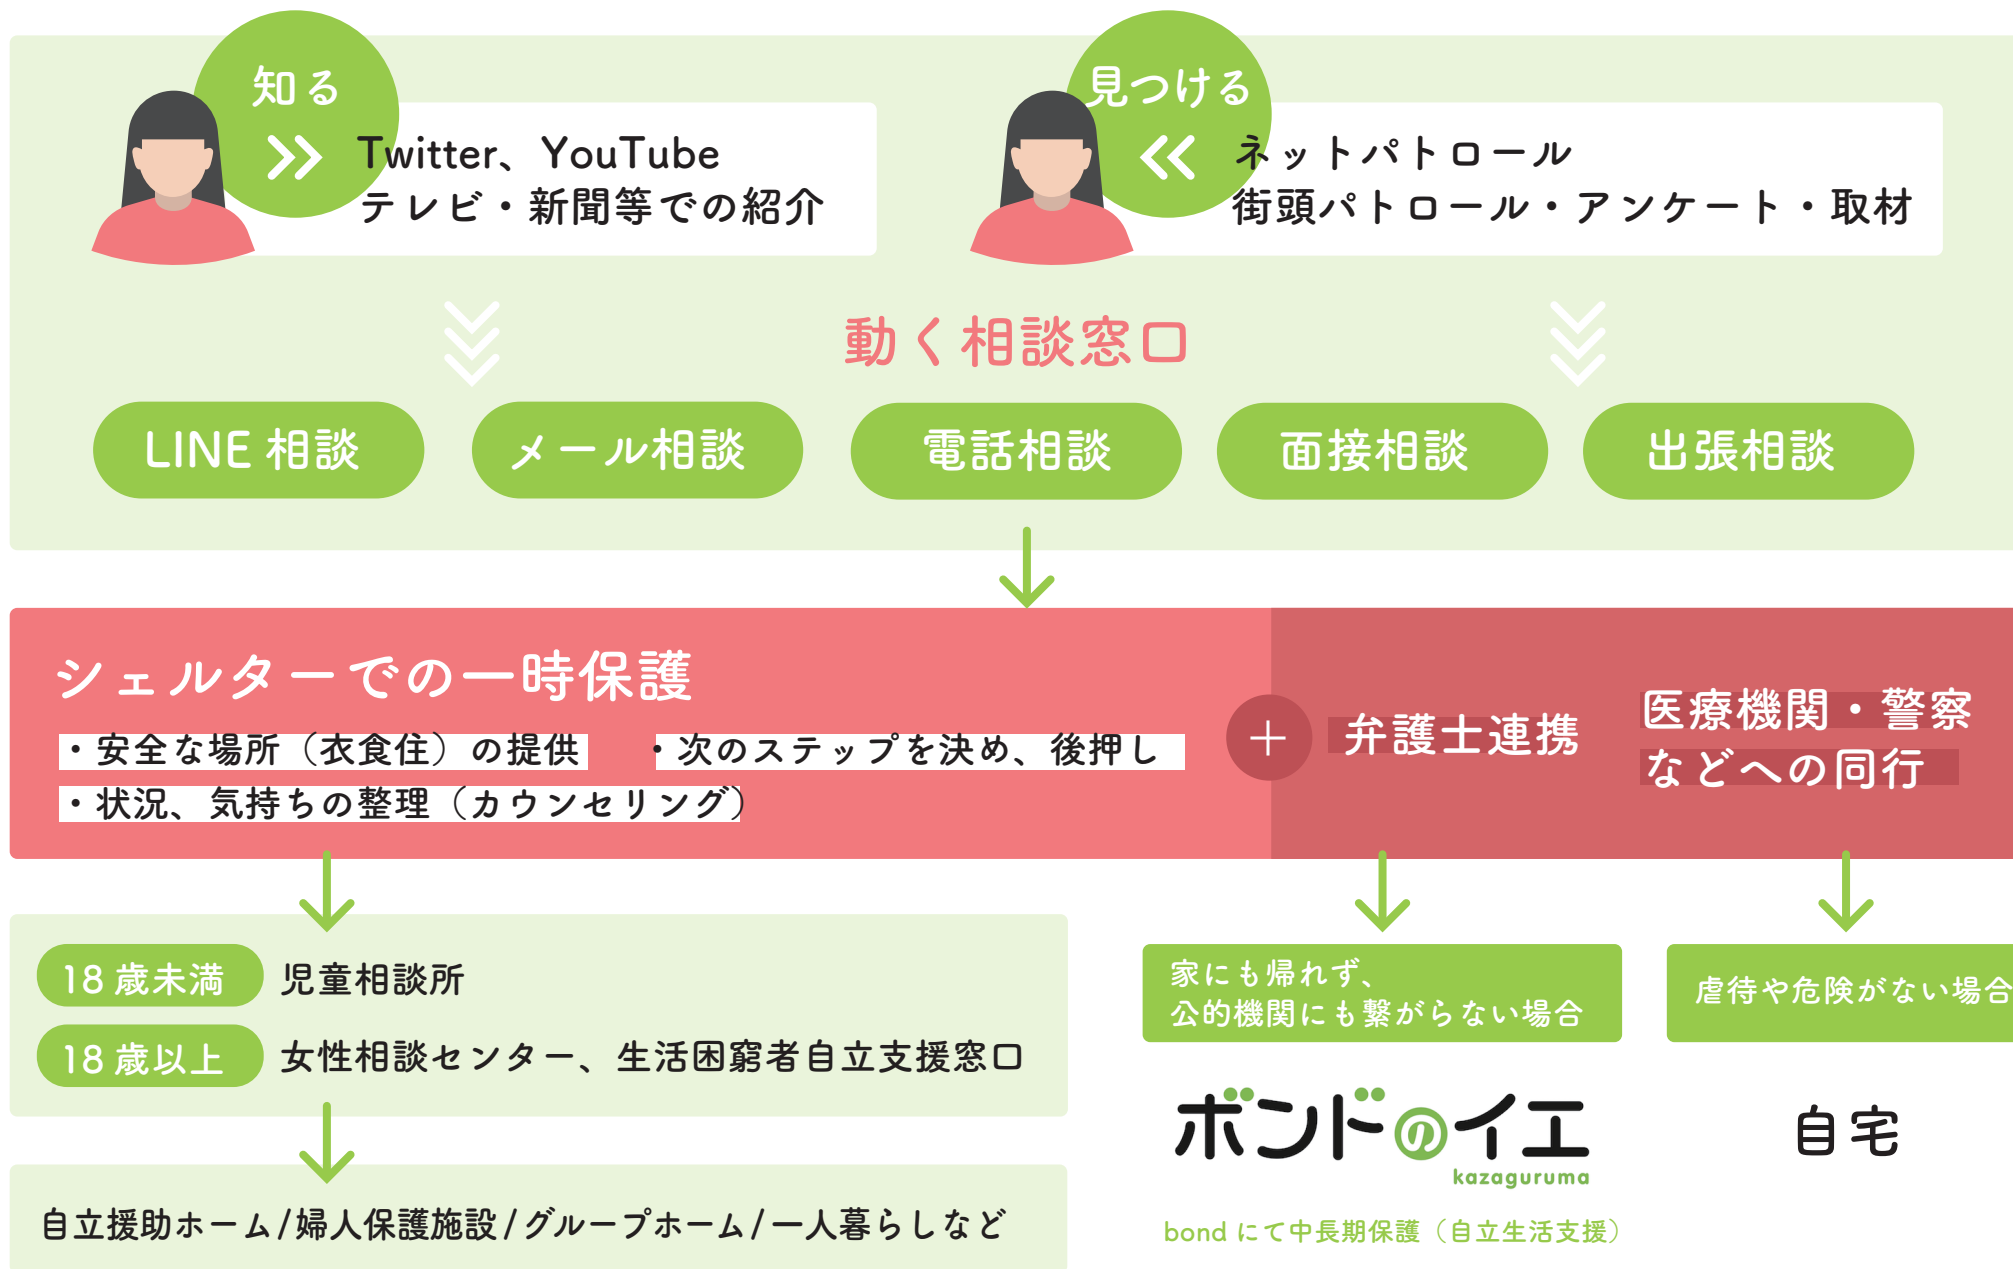 知る
Twitter、YouTube
テレビ・新聞等での紹介
見つける
ネットパトロール
街頭パトロール・アンケート・取材
動く相談窓口
LINE 相談
メール相談
電話相談
面接相談
出張相談
シェルターでの一時保護
・安全な場所（衣食住）の提供
・次のステップを決め、後押し
・状況、気持ちの整理（カウンセリング）
＋
弁護士連携
医療機関・警察
などへの同行
18 歳未満
児童相談所
18 歳以上
女性相談センター、生活困窮者自立支援窓口
自立援助ホーム/婦人保護施設/グループホーム/一人暮らしなど
家にも帰れず、
公的機関にも繋がらない場合
ボンドのイエ
kazaguruma
bond にて中長期保護（自立生活支援）
虐待や危険がない場合
自宅